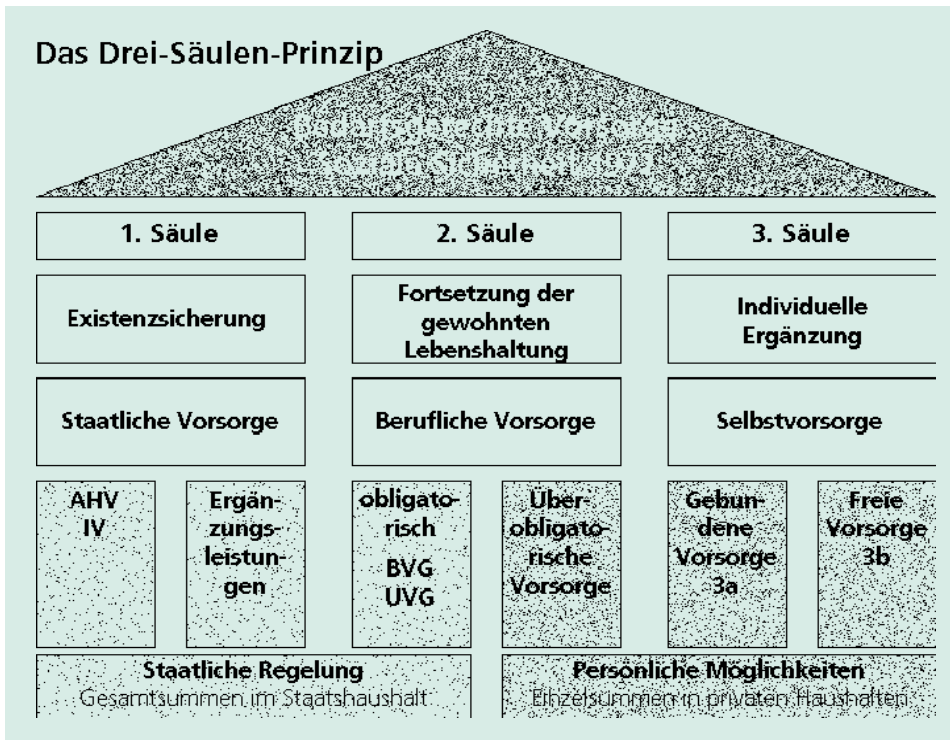 Das Drei-Säulen-Prinzip
Bedarfsgerechte Vorsorge
1. Säule
2. Säule
3. Säule
Existenzsicherung
Fortsetzung der
gewohnten
Lebenshaltung
Individuelle
Ergänzung
Staatliche Vorsorge
Berufliche Vorsorge
Selbstvorsorge
AHV
IV
Ergän-
zungs-
leistun-
gen
obligato-
risch
BVG
UVG
Über-
obligato-
rische
Vorsorge
Gebun-
dene
Vorsorge
3a
Freie
Vorsorge
3b
Staatliche Regelung
Gesamtsummen im Staatshaushalt
Persönliche Möglichkeiten
Einzelsummen in privaten Haushalten